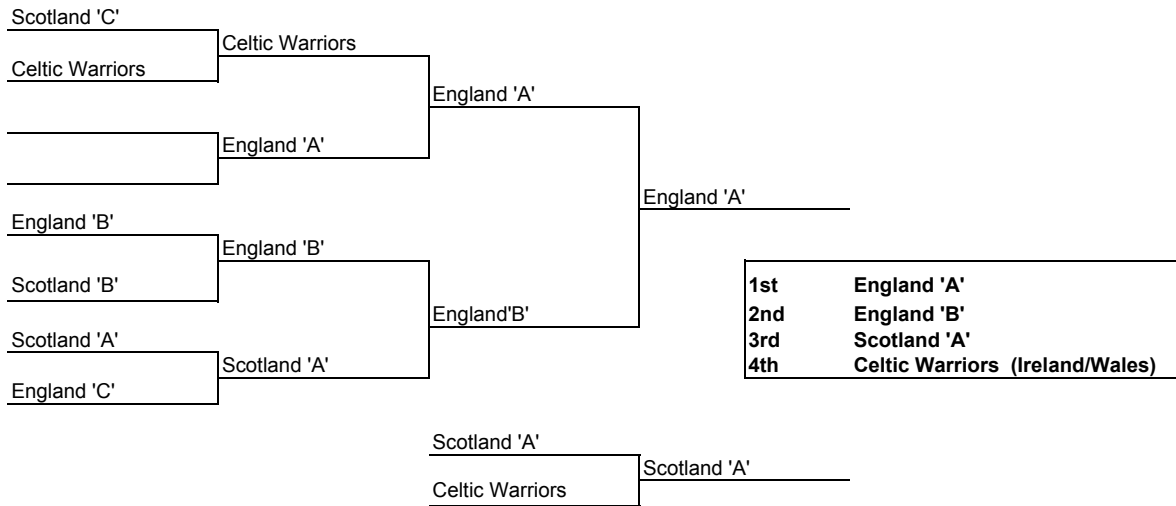 Scotland 'C'
Celtic Warriors
Celtic Warriors
England 'A'
England 'A'
England 'A'
England 'B'
England 'B'
Scotland 'B'
1st England 'A'
2nd England 'B'
England'B'
3rd Scotland 'A'
Scotland 'A'
4th Celtic Warriors (Ireland/Wales)
Scotland 'A'
England 'C'
Scotland 'A'
Scotland 'A'
Celtic Warriors